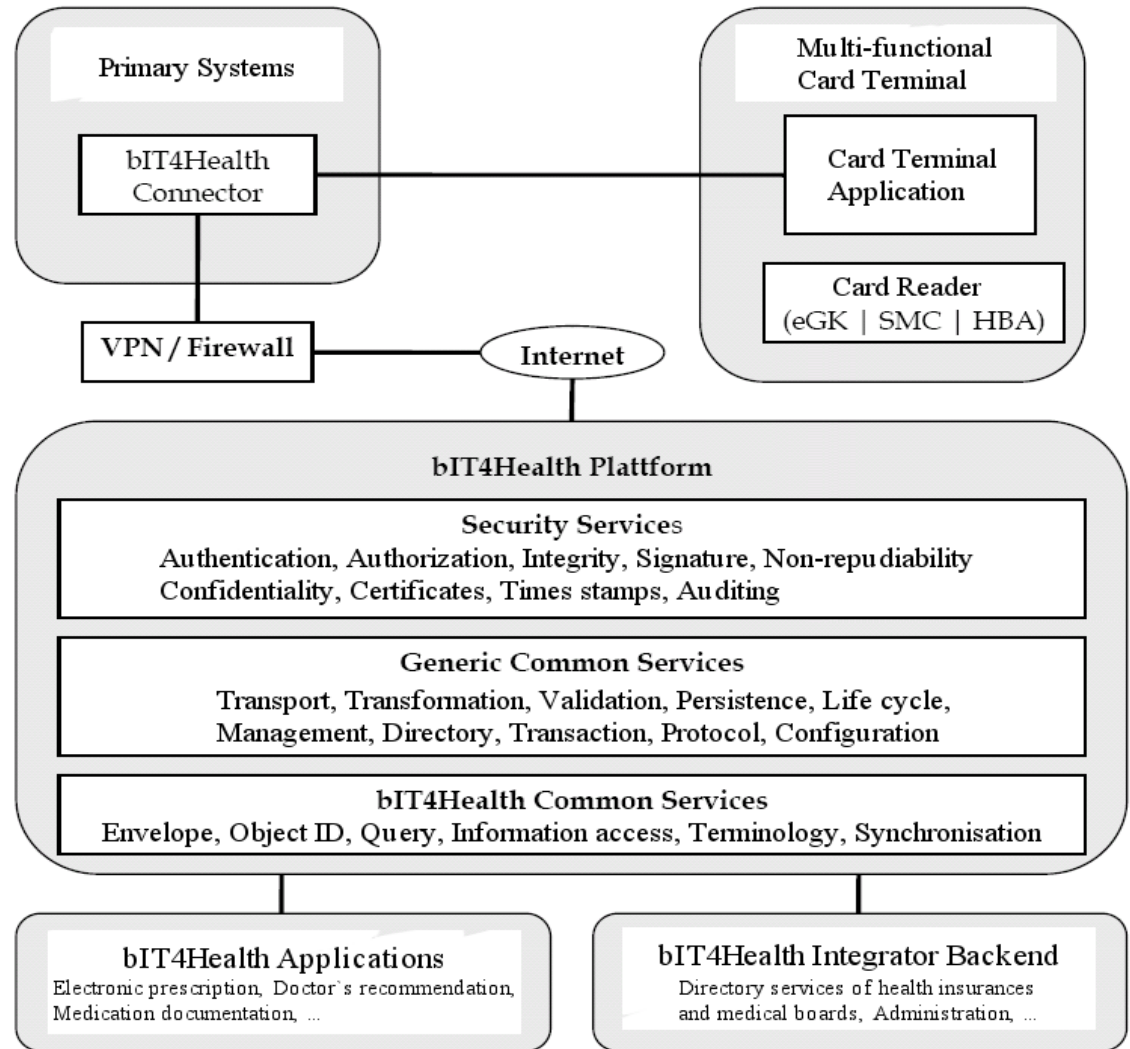 Primary Systems
bIT4Health
Connector
Multi-functional
Card Terminal
Card Terminal
Application
Card Reader
(eGK | SMC | HBA)
VPN / Firewall
Internet
bIT4Health Plattform
Security Services
Authentication, Authorization, Integrity, Signature, Non-repudiability
Confidentiality, Certificates, Times stamps, Auditing
Generic Common Services
Transport, Transformation, Validation, Persistence, Life cycle,
Management, Directory, Transaction, Protocol, Configuration
bIT4Health Common Services
Envelope, Object ID, Query, Information access, Terminology, Synchronisation
bIT4Health Applications
Electronic prescription, Doctor`s recommendation,
Medication documentation, ...
bIT4Health Integrator Backend
Directory services of health insurances
and medical boards, Administration, ...